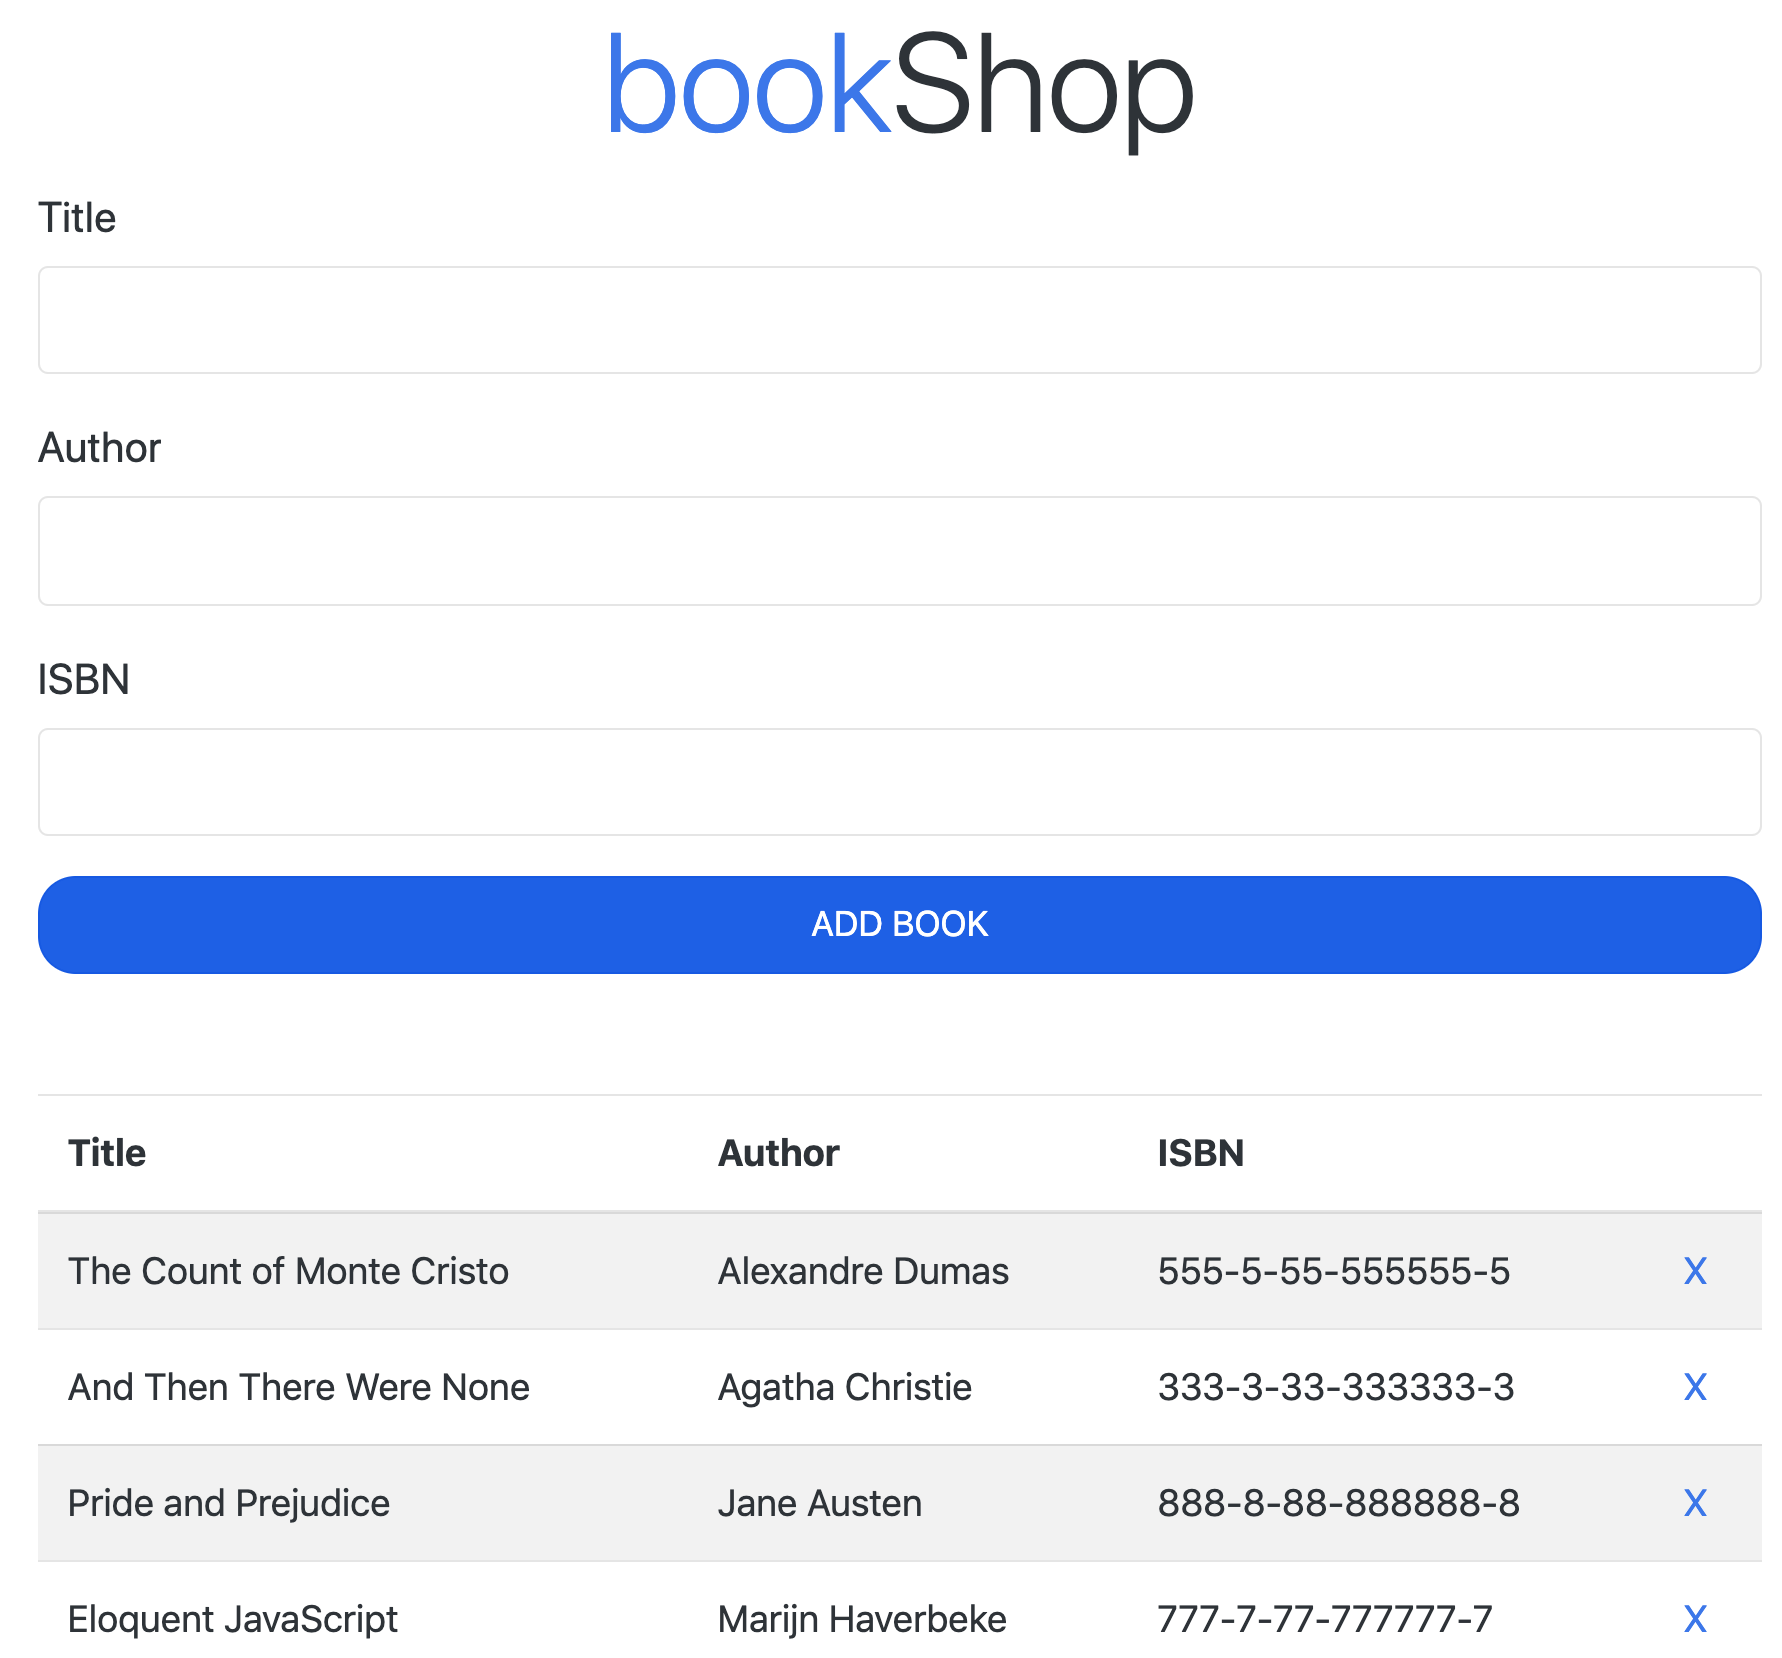 bookShop
Title
Author
ISBN
ADD BOOK
Title Author ISBN
The Count of Monte Cristo Alexandre Dumas 555-5-55-555555-5 X
And Then There Were None Agatha Christie 333-3-33-333333-3 X
Pride and Prejudice Jane Austen 888-8-88-888888-8 X
Eloquent JavaScript Marijn Haverbeke 777-7-77-777777-7 X